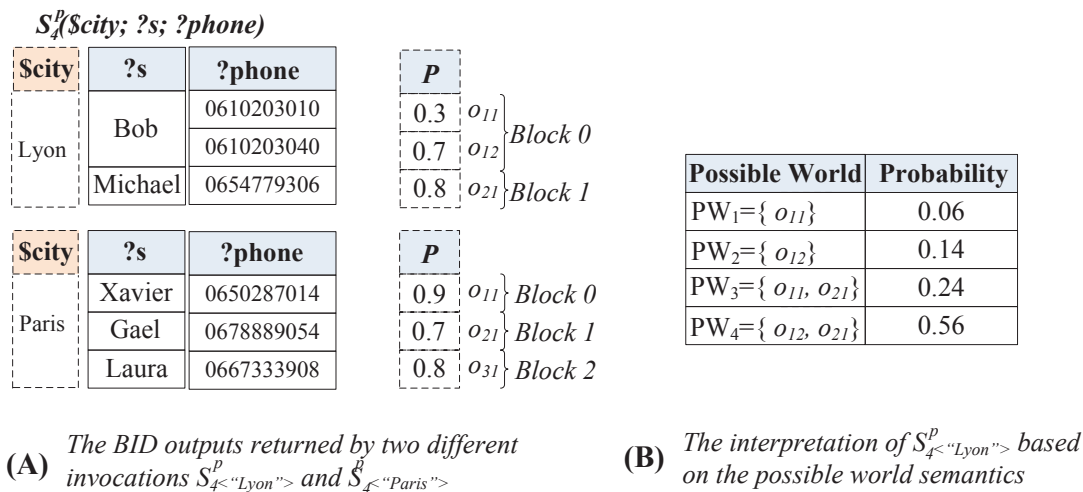 S₄ᵖ($city; ?s; ?phone)
$city ?s ?phone P
Lyon Bob 0610203010 0.3 o₁₁ Block 0
0610203040 0.7 o₁₂
Michael 0654779306 0.8 o₂₁ Block 1
$city ?s ?phone P
Paris Xavier 0650287014 0.9 o₁₁ Block 0
Gael 0678889054 0.7 o₂₁ Block 1
Laura 0667333908 0.8 o₃₁ Block 2
(A) The BID outputs returned by two different
invocations S₄ᵖ<“Lyon”> and S₄ᵖ<“Paris”>
Possible World Probability
PW₁={ o₁₁} 0.06
PW₂={ o₁₂} 0.14
PW₃={ o₁₁, o₂₁} 0.24
PW₄={ o₁₂, o₂₁} 0.56
(B) The interpretation of S₄ᵖ<“Lyon”> based
on the possible world semantics